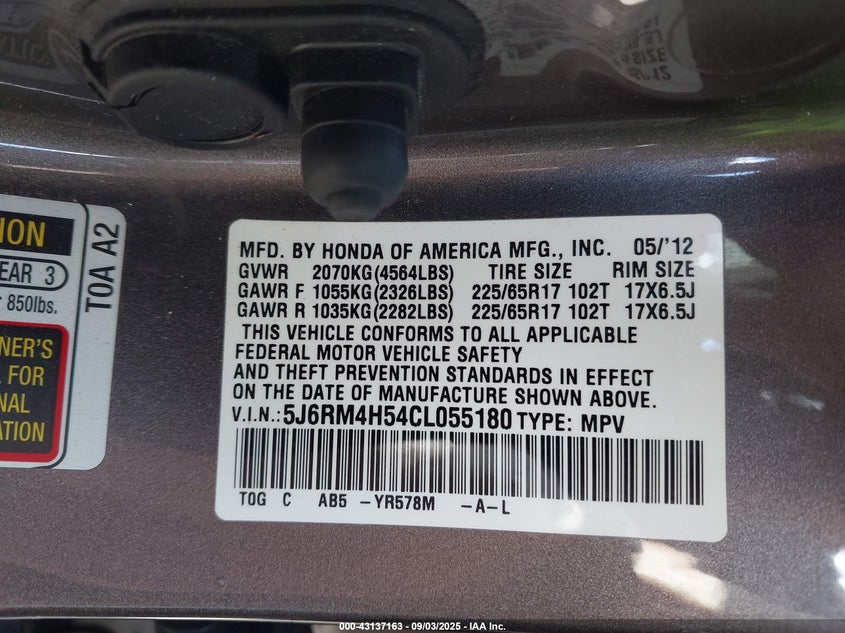 MFD. BY HONDA OF AMERICA MFG., INC. 05/'12
GVWR 2070KG(4564LBS) TIRE SIZE RIM SIZE
GAWR F 1055KG(2326LBS) 225/65R17 102T 17X6.5J
GAWR R 1035KG(2282LBS) 225/65R17 102T 17X6.5J
THIS VEHICLE CONFORMS TO ALL APPLICABLE
FEDERAL MOTOR VEHICLE SAFETY
AND THEFT PREVENTION STANDARDS IN EFFECT
ON THE DATE OF MANUFACTURE SHOWN ABOVE.
V.I.N.: 5J6RM4H54CL055180 TYPE: MPV
TOG C AB5 -YR578M -A-L
TOA A2
EAR 3
850lbs.
NER'S
FOR
NAL
ATION
000-43137163 - 09/03/2025 - IAA Inc.